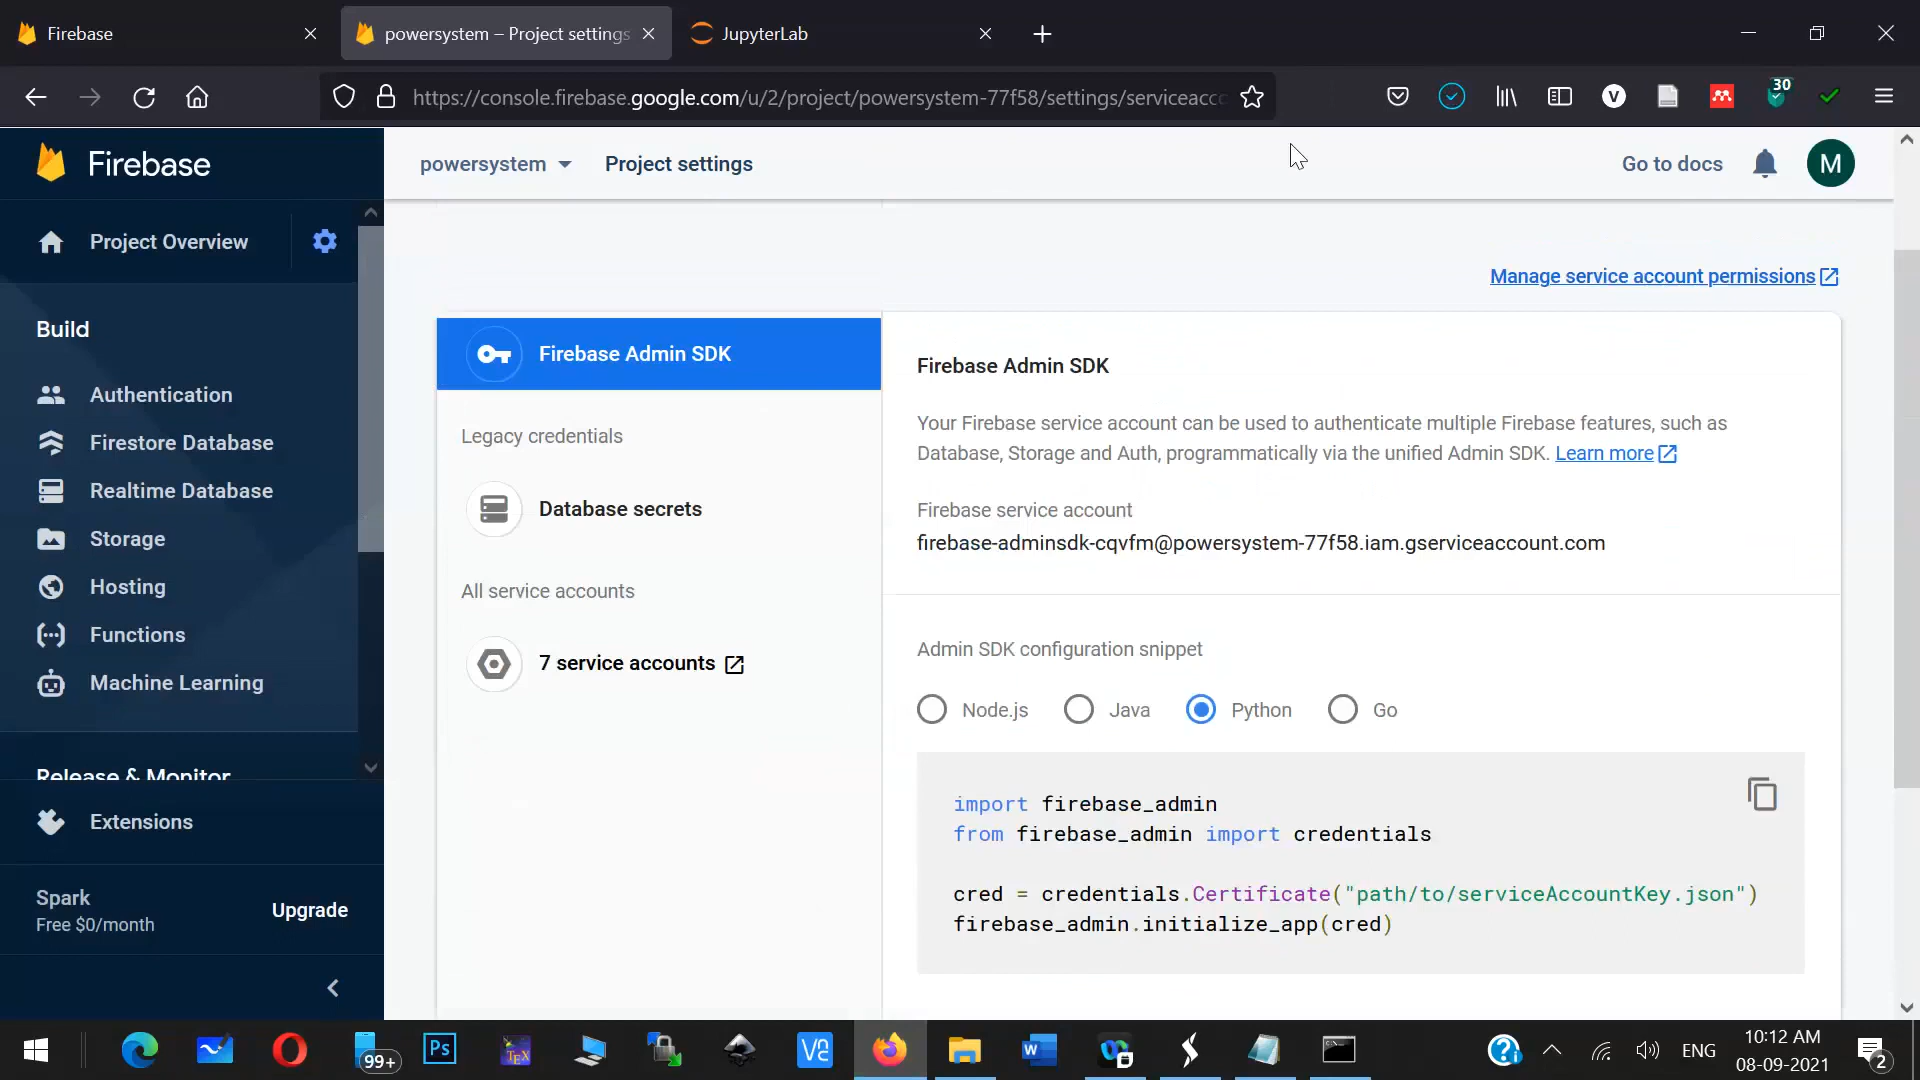 Firebase
powersystem – Project settings
JupyterLab
https://console.firebase.google.com/u/2/project/powersystem-77f58/settings/serviceacc
V
30
Firebase
powersystem
Project settings
Go to docs
M
Project Overview
Manage service account permissions
Build
Authentication
Firestore Database
Realtime Database
Storage
Hosting
Functions
Machine Learning
Release & Monitor
Extensions
Spark
Free $0/month
Upgrade
Firebase Admin SDK
Legacy credentials
Database secrets
All service accounts
7 service accounts
Firebase Admin SDK
Your Firebase service account can be used to authenticate multiple Firebase features, such as
Database, Storage and Auth, programmatically via the unified Admin SDK. Learn more
Firebase service account
firebase-adminsdk-cqvfm@powersystem-77f58.iam.gserviceaccount.com
Admin SDK configuration snippet
Node.js Java Python Go
import firebase_admin
from firebase_admin import credentials
cred = credentials.Certificate("path/to/serviceAccountKey.json")
firebase_admin.initialize_app(cred)
99+
Ps
TEX
V2
W
ENG
10:12 AM
08-09-2021
2